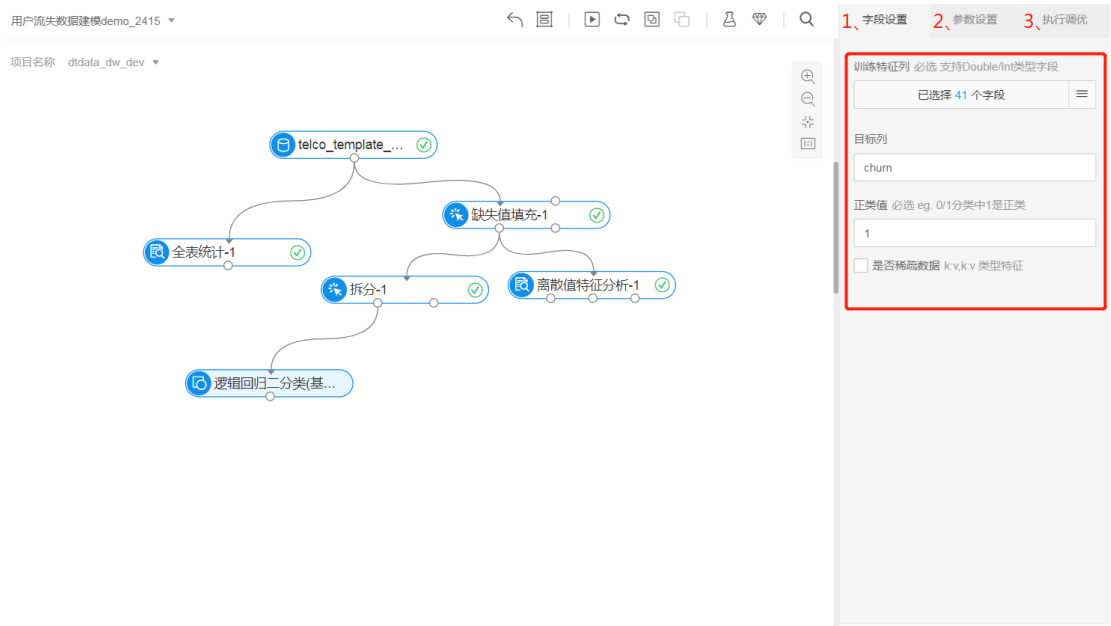 用户流失数据建模demo_2415
1、字段设置 2、参数设置 3、执行调优
项目名称 dtdata_dw_dev
训练特征列 必选 支持Double/Int类型字段
已选择 41 个字段
目标列
churn
正类值 必选 eg. 0/1分类中1是正类
1
是否稀疏数据 k:v,k:v 类型特征
telco_template_...
缺失值填充-1
全表统计-1
拆分-1
离散值特征分析-1
逻辑回归二分类(基...